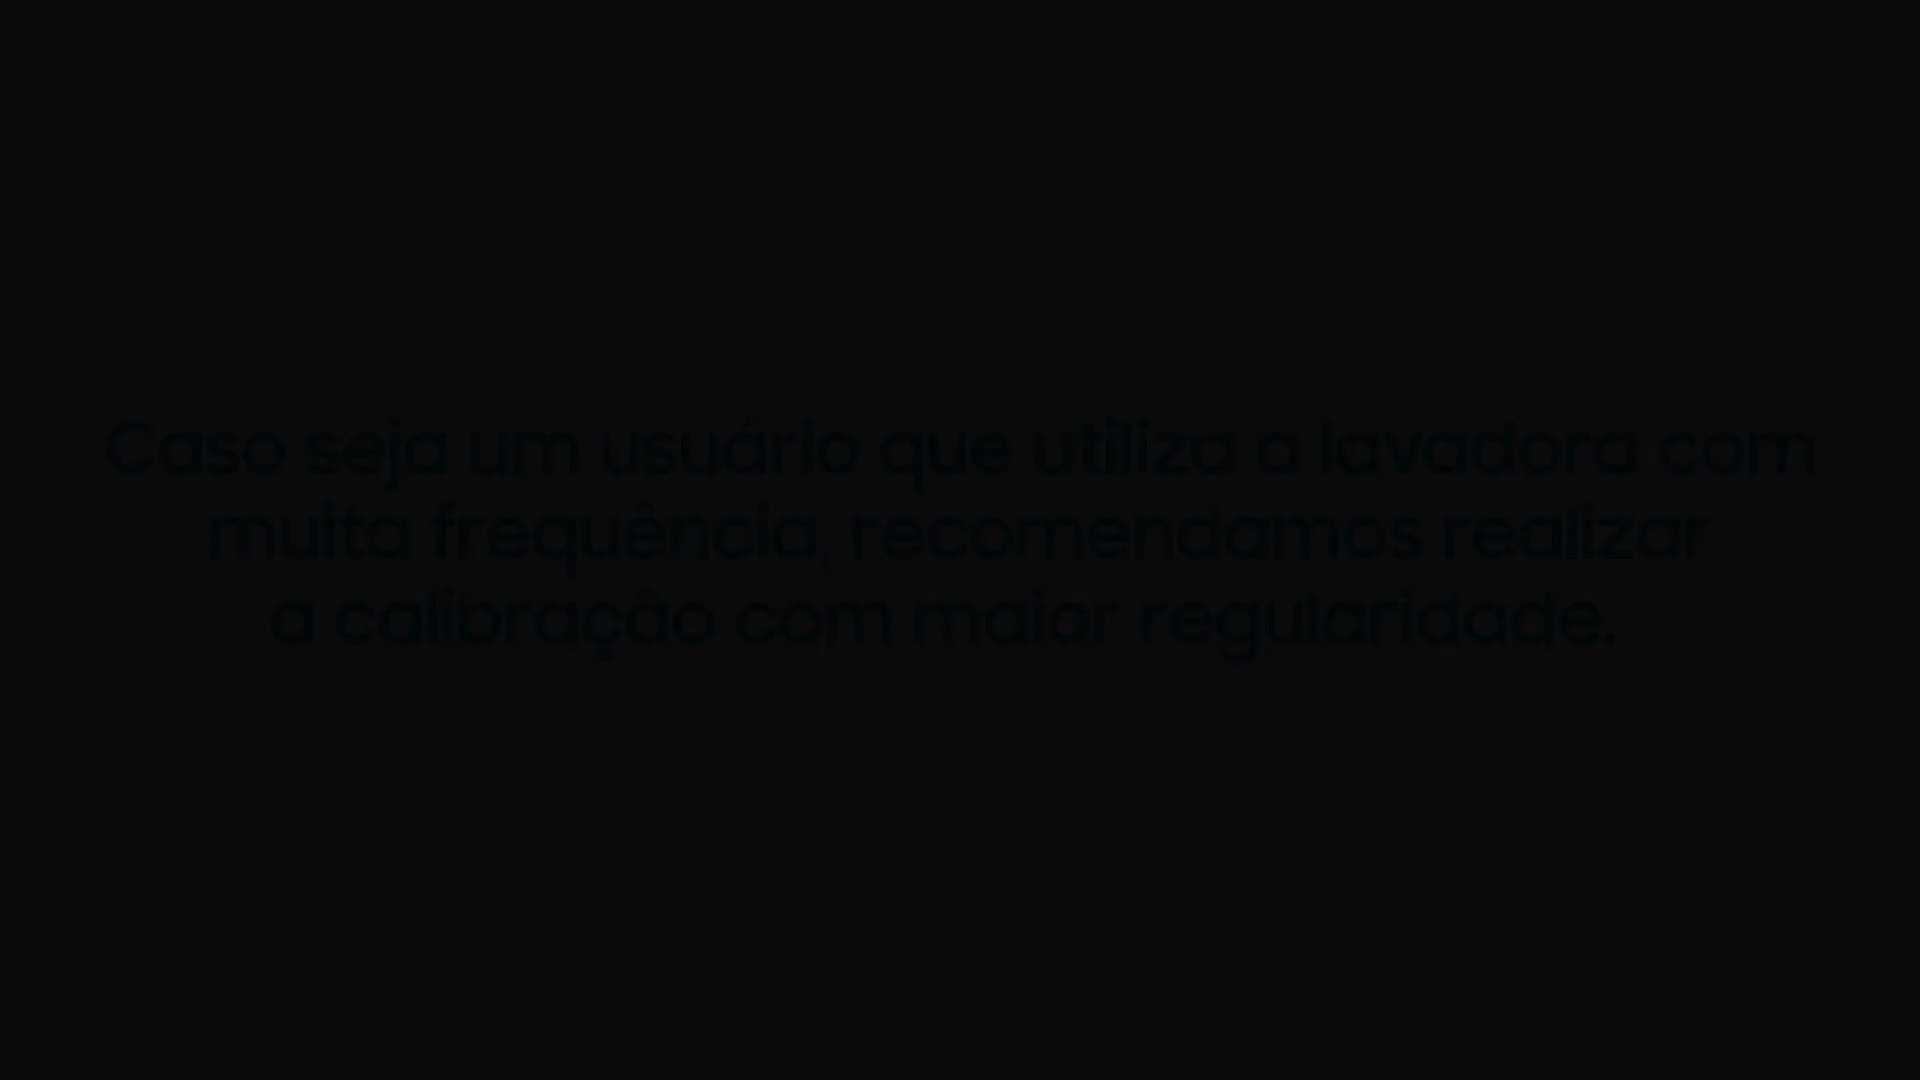 Caso seja um usuário que utiliza a lavadora com
muita frequência, recomendamos realizar
a calibração com maior regularidade.